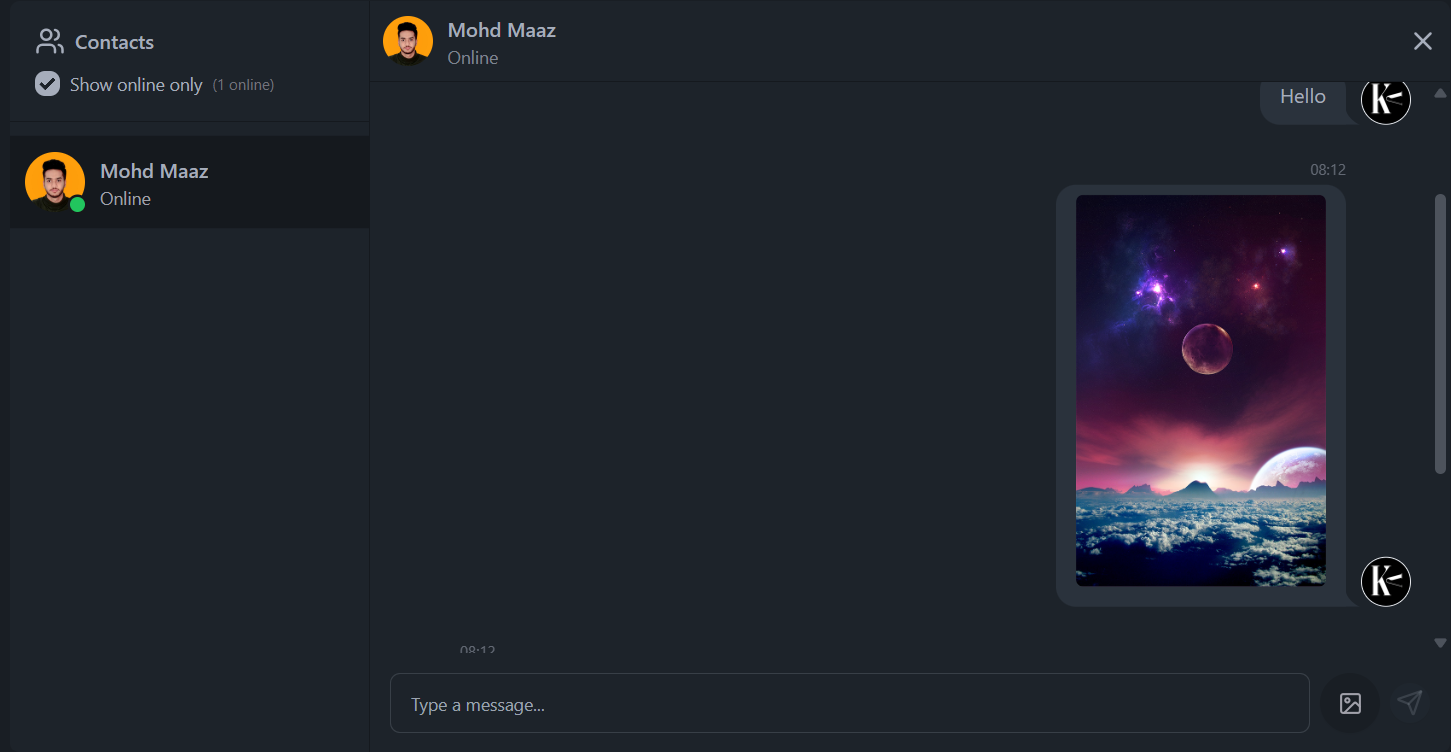 Contacts
Show online only (1 online)
Mohd Maaz
Online
Mohd Maaz
Online
Hello
08:12
08:12
Type a message...